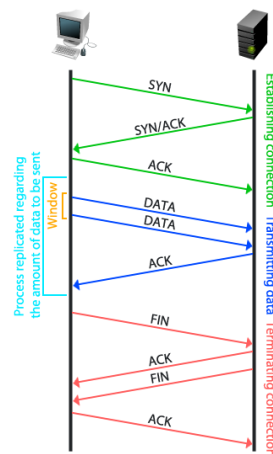 SYN
SYN/ACK
ACK
Establishing connection
Process replicated regarding
the amount of data to be sent
Window
DATA
DATA
ACK
Transmitting data
FIN
ACK
FIN
ACK
Terminating connection